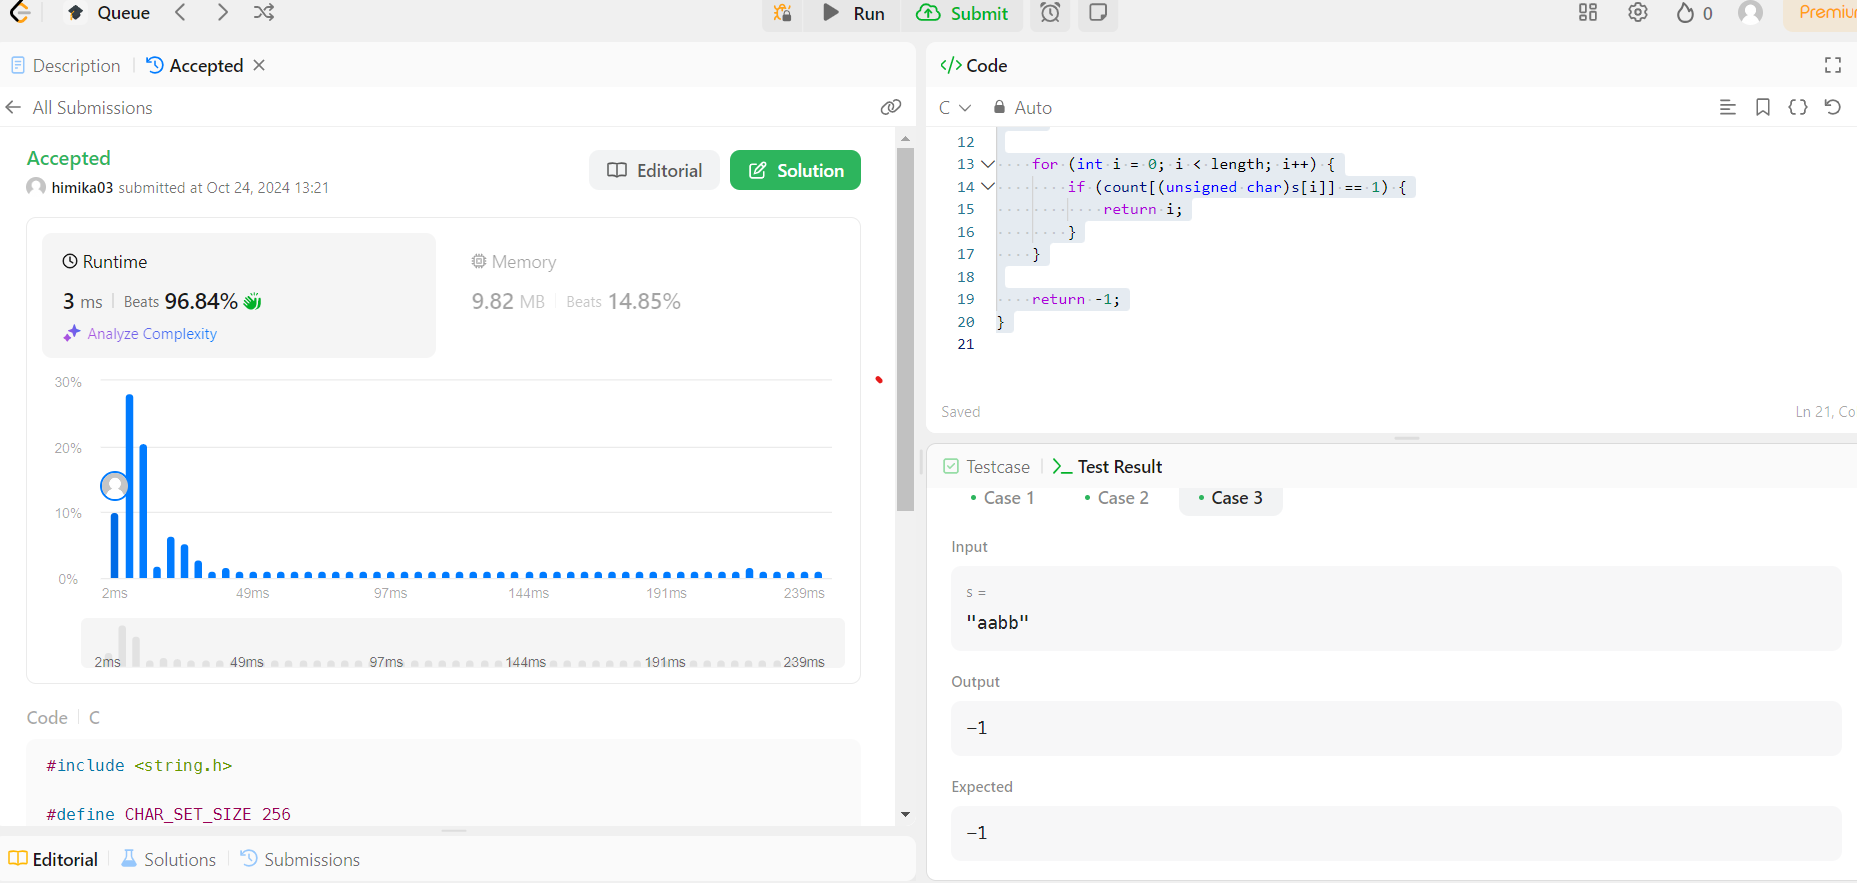 Queue
Run
Submit
0
Premiu
Description
Accepted
All Submissions
Accepted
himika03 submitted at Oct 24, 2024 13:21
Editorial
Solution
Runtime
3 ms Beats 96.84%
Analyze Complexity
Memory
9.82 MB Beats 14.85%
30%
20%
10%
0%
2ms 49ms 97ms 144ms 191ms 239ms
2ms 49ms 97ms 144ms 191ms 239ms
Code C
#include <string.h>
#define CHAR_SET_SIZE 256
Editorial
Solutions
Submissions
</> Code
C Auto
12
13 for (int i = 0; i < length; i++) {
14 if (count[(unsigned char)s[i]] == 1) {
15 return i;
16 }
17 }
18
19 return -1;
20 }
21
Saved
Ln 21, Co
Testcase
Test Result
Case 1
Case 2
Case 3
Input
s =
"aabb"
Output
-1
Expected
-1